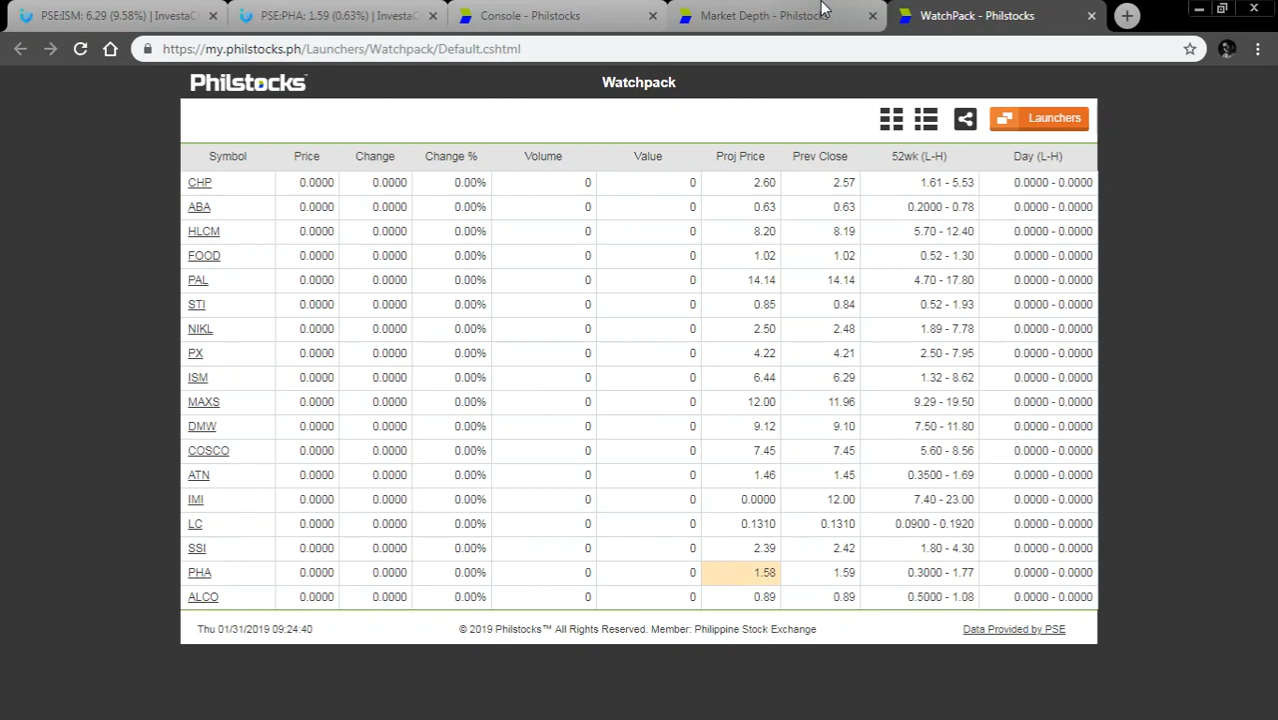 PSE:ISM: 6.29 (9.58%) | InvestaC
PSE:PHA: 1.59 (0.63%) | InvestaC
Console - Philstocks
Market Depth - Philstocks
WatchPack - Philstocks
https://my.philstocks.ph/Launchers/Watchpack/Default.cshtml
Philstocks™
Watchpack
Launchers
Symbol Price Change Change % Volume Value Proj Price Prev Close 52wk (L-H) Day (L-H)
CHP 0.0000 0.0000 0.00% 0 0 2.60 2.57 1.61 - 5.53 0.0000 - 0.0000
ABA 0.0000 0.0000 0.00% 0 0 0.63 0.63 0.2000 - 0.78 0.0000 - 0.0000
HLCM 0.0000 0.0000 0.00% 0 0 8.20 8.19 5.70 - 12.40 0.0000 - 0.0000
FOOD 0.0000 0.0000 0.00% 0 0 1.02 1.02 0.52 - 1.30 0.0000 - 0.0000
PAL 0.0000 0.0000 0.00% 0 0 14.14 14.14 4.70 - 17.80 0.0000 - 0.0000
STI 0.0000 0.0000 0.00% 0 0 0.85 0.84 0.52 - 1.93 0.0000 - 0.0000
NIKL 0.0000 0.0000 0.00% 0 0 2.50 2.48 1.89 - 7.78 0.0000 - 0.0000
PX 0.0000 0.0000 0.00% 0 0 4.22 4.21 2.50 - 7.95 0.0000 - 0.0000
ISM 0.0000 0.0000 0.00% 0 0 6.44 6.29 1.32 - 8.62 0.0000 - 0.0000
MAXS 0.0000 0.0000 0.00% 0 0 12.00 11.96 9.29 - 19.50 0.0000 - 0.0000
DMW 0.0000 0.0000 0.00% 0 0 9.12 9.10 7.50 - 11.80 0.0000 - 0.0000
COSCO 0.0000 0.0000 0.00% 0 0 7.45 7.45 5.60 - 8.56 0.0000 - 0.0000
ATN 0.0000 0.0000 0.00% 0 0 1.46 1.45 0.3500 - 1.69 0.0000 - 0.0000
IMI 0.0000 0.0000 0.00% 0 0 0.0000 12.00 7.40 - 23.00 0.0000 - 0.0000
LC 0.0000 0.0000 0.00% 0 0 0.1310 0.1310 0.0900 - 0.1920 0.0000 - 0.0000
SSI 0.0000 0.0000 0.00% 0 0 2.39 2.42 1.80 - 4.30 0.0000 - 0.0000
PHA 0.0000 0.0000 0.00% 0 0 1.58 1.59 0.3000 - 1.77 0.0000 - 0.0000
ALCO 0.0000 0.0000 0.00% 0 0 0.89 0.89 0.5000 - 1.08 0.0000 - 0.0000
Thu 01/31/2019 09:24:40
© 2019 Philstocks™ All Rights Reserved. Member: Philippine Stock Exchange
Data Provided by PSE